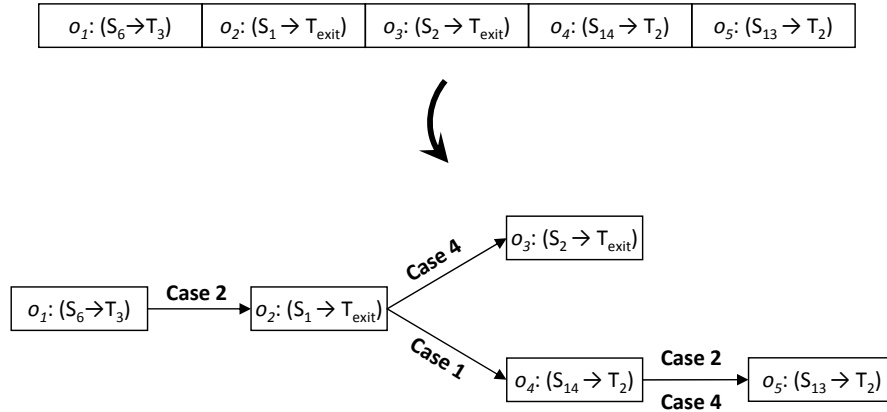 o₁: (S₆→T₃) o₂: (S₁ → Tₑₓᵢₜ) o₃: (S₂ → Tₑₓᵢₜ) o₄: (S₁₄ → T₂) o₅: (S₁₃ → T₂)
o₃: (S₂ → Tₑₓᵢₜ)
Case 4
Case 2
o₁: (S₆→T₃) o₂: (S₁ → Tₑₓᵢₜ)
Case 1
Case 2
o₄: (S₁₄ → T₂) o₅: (S₁₃ → T₂)
Case 4